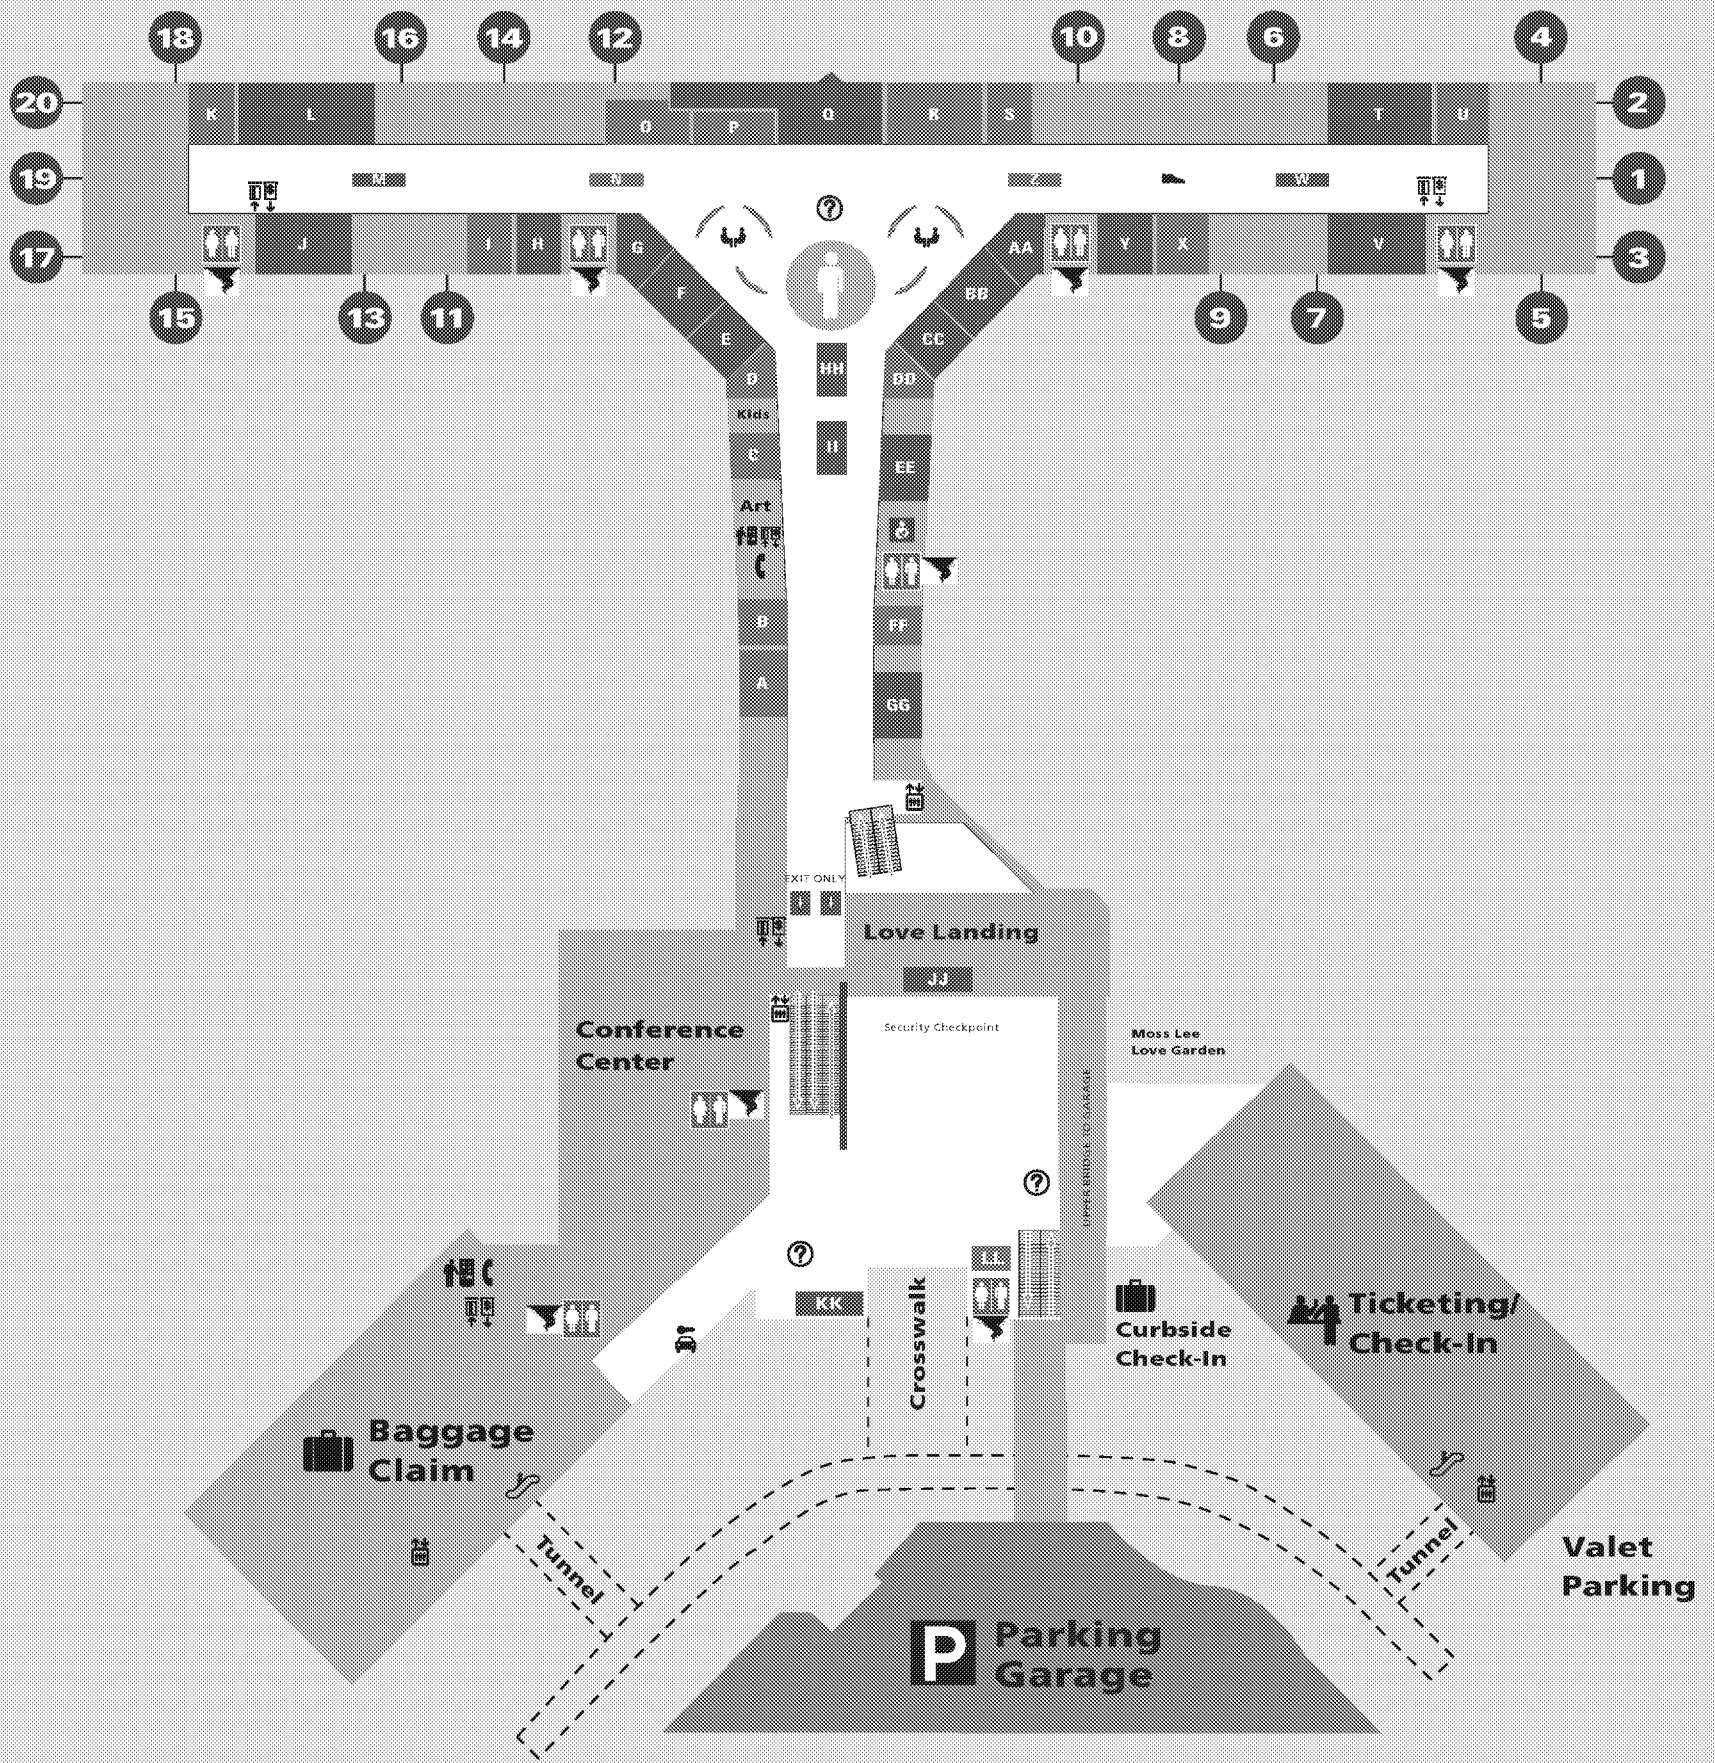 18
16
14
12
10
8
6
4
20
2
K
L
O
P
Q
R
S
T
U
19
M
N
Z
W
1
?
17
J
I
H
G
AA
Y
X
V
3
F
BB
15
13
11
9
7
5
E
CC
D
HH
DD
Kids
C
II
EE
Art
B
FF
A
GG
EXIT ONLY
Love Landing
JJ
Conference
Center
Security Checkpoint
Moss Lee
Love Garden
UPPER BRIDGE TO GARAGE
?
?
LL
KK
Crosswalk
Curbside
Check-In
Ticketing/
Check-In
Baggage
Claim
Tunnel
Tunnel
Valet
Parking
P
Parking
Garage